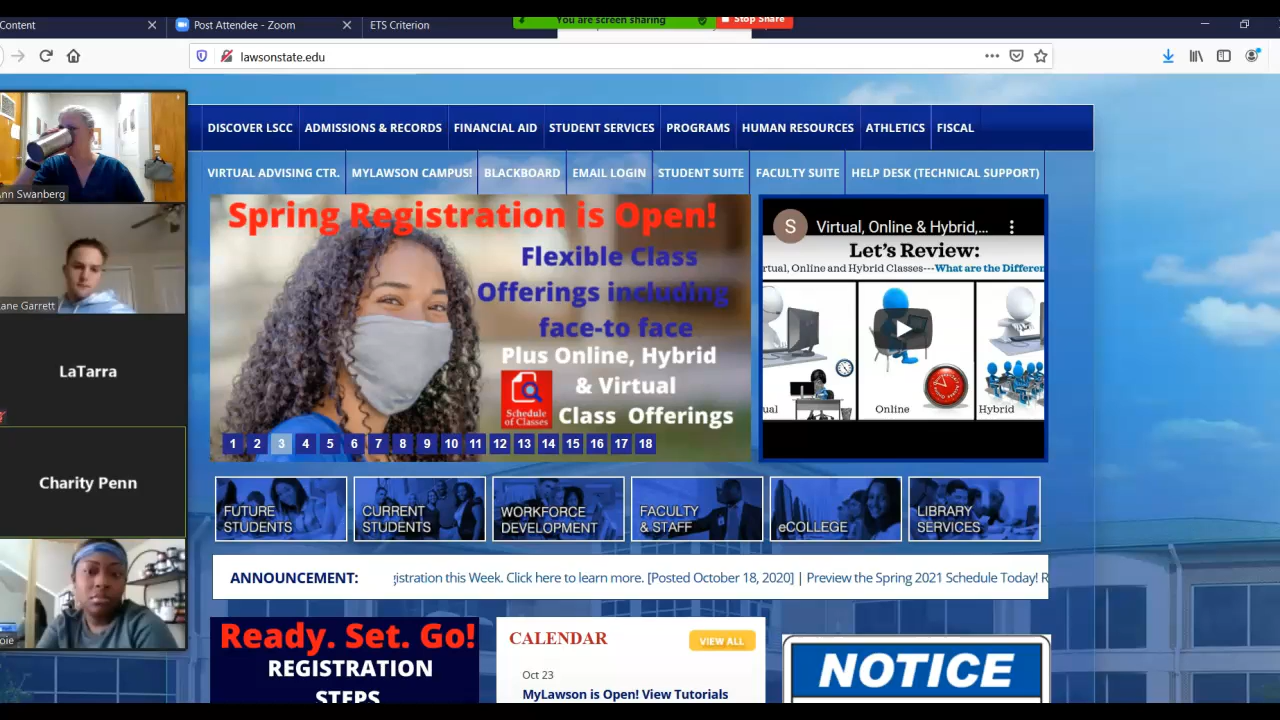 Content
Post Attendee - Zoom
ETS Criterion
You are screen sharing
Stop Share
lawsonstate.edu
DISCOVER LSCC
ADMISSIONS & RECORDS
FINANCIAL AID
STUDENT SERVICES
PROGRAMS
HUMAN RESOURCES
ATHLETICS
FISCAL
VIRTUAL ADVISING CTR.
MYLAWSON CAMPUS!
BLACKBOARD
EMAIL LOGIN
STUDENT SUITE
FACULTY SUITE
HELP DESK (TECHNICAL SUPPORT)
nn Swanberg
ane Garrett
LaTarra
Charity Penn
oie
Spring Registration is Open!
Flexible Class
Offerings including
face-to face
Plus Online, Hybrid
& Virtual
Class Offerings
Schedule
of Classes
1 2 3 4 5 6 7 8 9 10 11 12 13 14 15 16 17 18
S
Virtual, Online & Hybrid,...
Let's Review:
rtual, Online and Hybrid Classes---What are the Differen
ual
Online
Hybrid
FUTURE
STUDENTS
CURRENT
STUDENTS
WORKFORCE
DEVELOPMENT
FACULTY
& STAFF
eCOLLEGE
LIBRARY
SERVICES
ANNOUNCEMENT:
gistration this Week. Click here to learn more. [Posted October 18, 2020] | Preview the Spring 2021 Schedule Today! R
Ready. Set. Go!
REGISTRATION
STEPS
CALENDAR
VIEW ALL
Oct 23
MyLawson is Open! View Tutorials
NOTICE